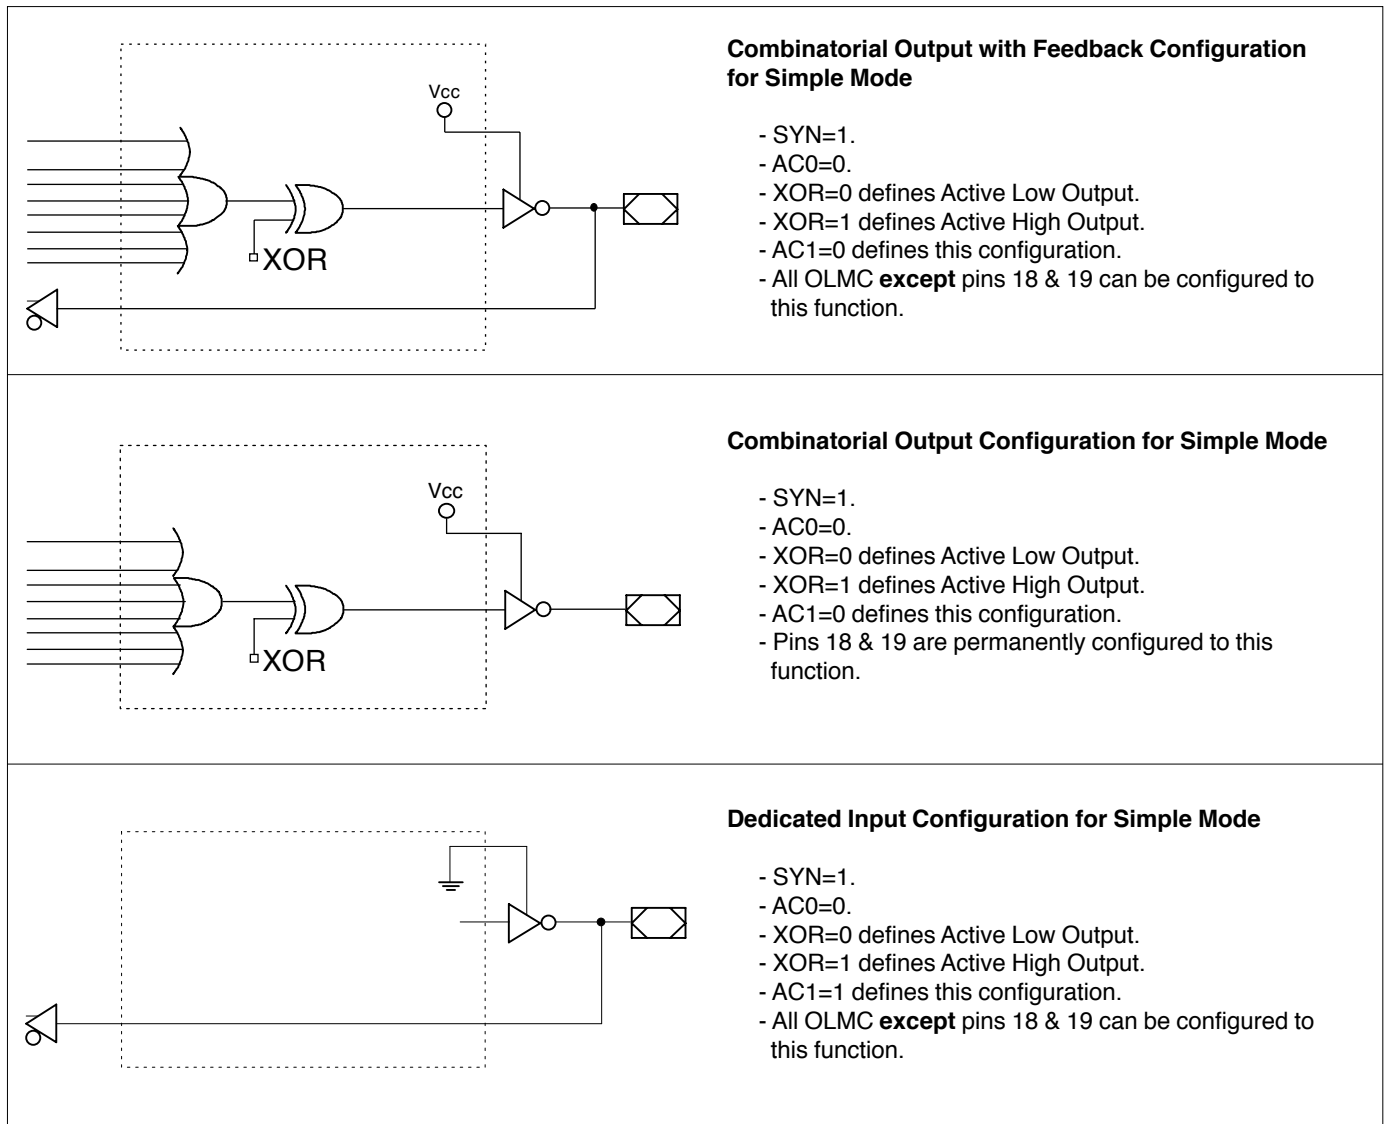 Combinatorial Output with Feedback Configuration
for Simple Mode
Vcc
- SYN=1.
- AC0=0.
- XOR=0 defines Active Low Output.
- XOR=1 defines Active High Output.
- AC1=0 defines this configuration.
- All OLMC except pins 18 & 19 can be configured to
this function.
XOR
Combinatorial Output Configuration for Simple Mode
Vcc
- SYN=1.
- AC0=0.
- XOR=0 defines Active Low Output.
- XOR=1 defines Active High Output.
- AC1=0 defines this configuration.
- Pins 18 & 19 are permanently configured to this
function.
XOR
Dedicated Input Configuration for Simple Mode
- SYN=1.
- AC0=0.
- XOR=0 defines Active Low Output.
- XOR=1 defines Active High Output.
- AC1=1 defines this configuration.
- All OLMC except pins 18 & 19 can be configured to
this function.